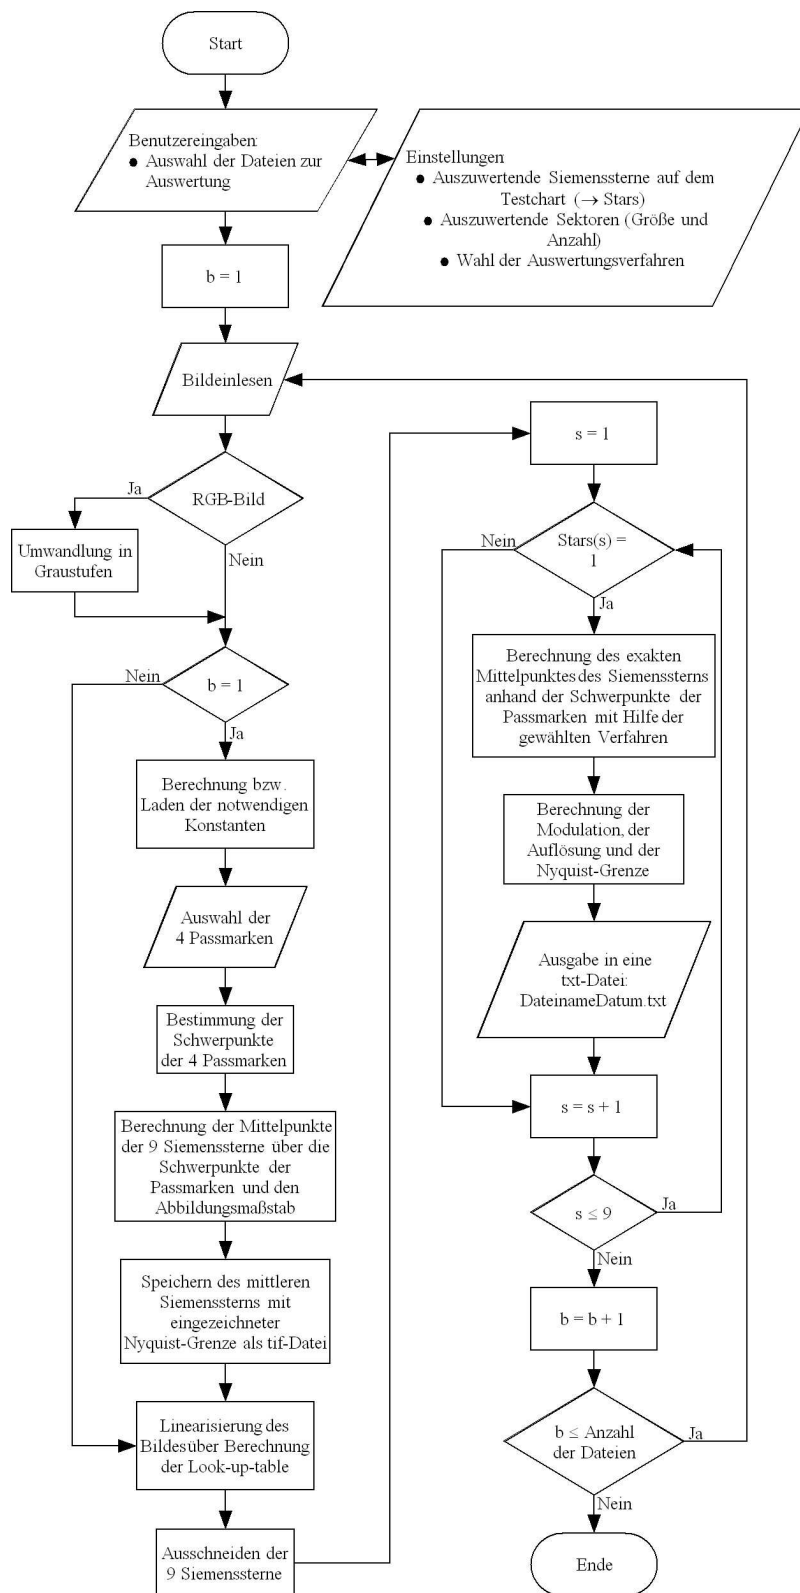 Start
Benutzereingaben:
● Auswahl der Dateien zur
Auswertung
Einstellungen
● Auszuwertende Siemenssterne auf dem
Testchart (→ Stars)
● Auszuwertende Sektoren (Größe und
Anzahl)
● Wahl der Auswertungsverfahren
b = 1
Bildeinlesen
RGB-Bild
Ja
Umwandlung in
Graustufen
Nein
b = 1
Nein
Ja
Berechnung bzw.
Laden der notwendigen
Konstanten
Auswahl der
4 Passmarken
Bestimmung der
Schwerpunkte
der 4 Passmarken
Berechnung der Mittelpunkte
der 9 Siemenssterne über die
Schwerpunkte der
Passmarken und den
Abbildungsmaßstab
Speichern des mittleren
Siemenssterns mit
eingezeichneter
Nyquist-Grenze als tif-Datei
Linearisierung des
Bildes über Berechnung
der Look-up-table
Ausschneiden der
9 Siemenssterne
s = 1
Stars(s) =
1
Nein
Ja
Berechnung des exakten
Mittelpunktes des Siemenssterns
anhand der Schwerpunkte der
Passmarken mit Hilfe der
gewählten Verfahren
Berechnung der
Modulation, der
Auflösung und der
Nyquist-Grenze
Ausgabe in eine
txt-Datei:
DateinameDatum.txt
s = s + 1
s ≤ 9
Ja
Nein
b = b + 1
b ≤ Anzahl
der Dateien
Ja
Nein
Ende